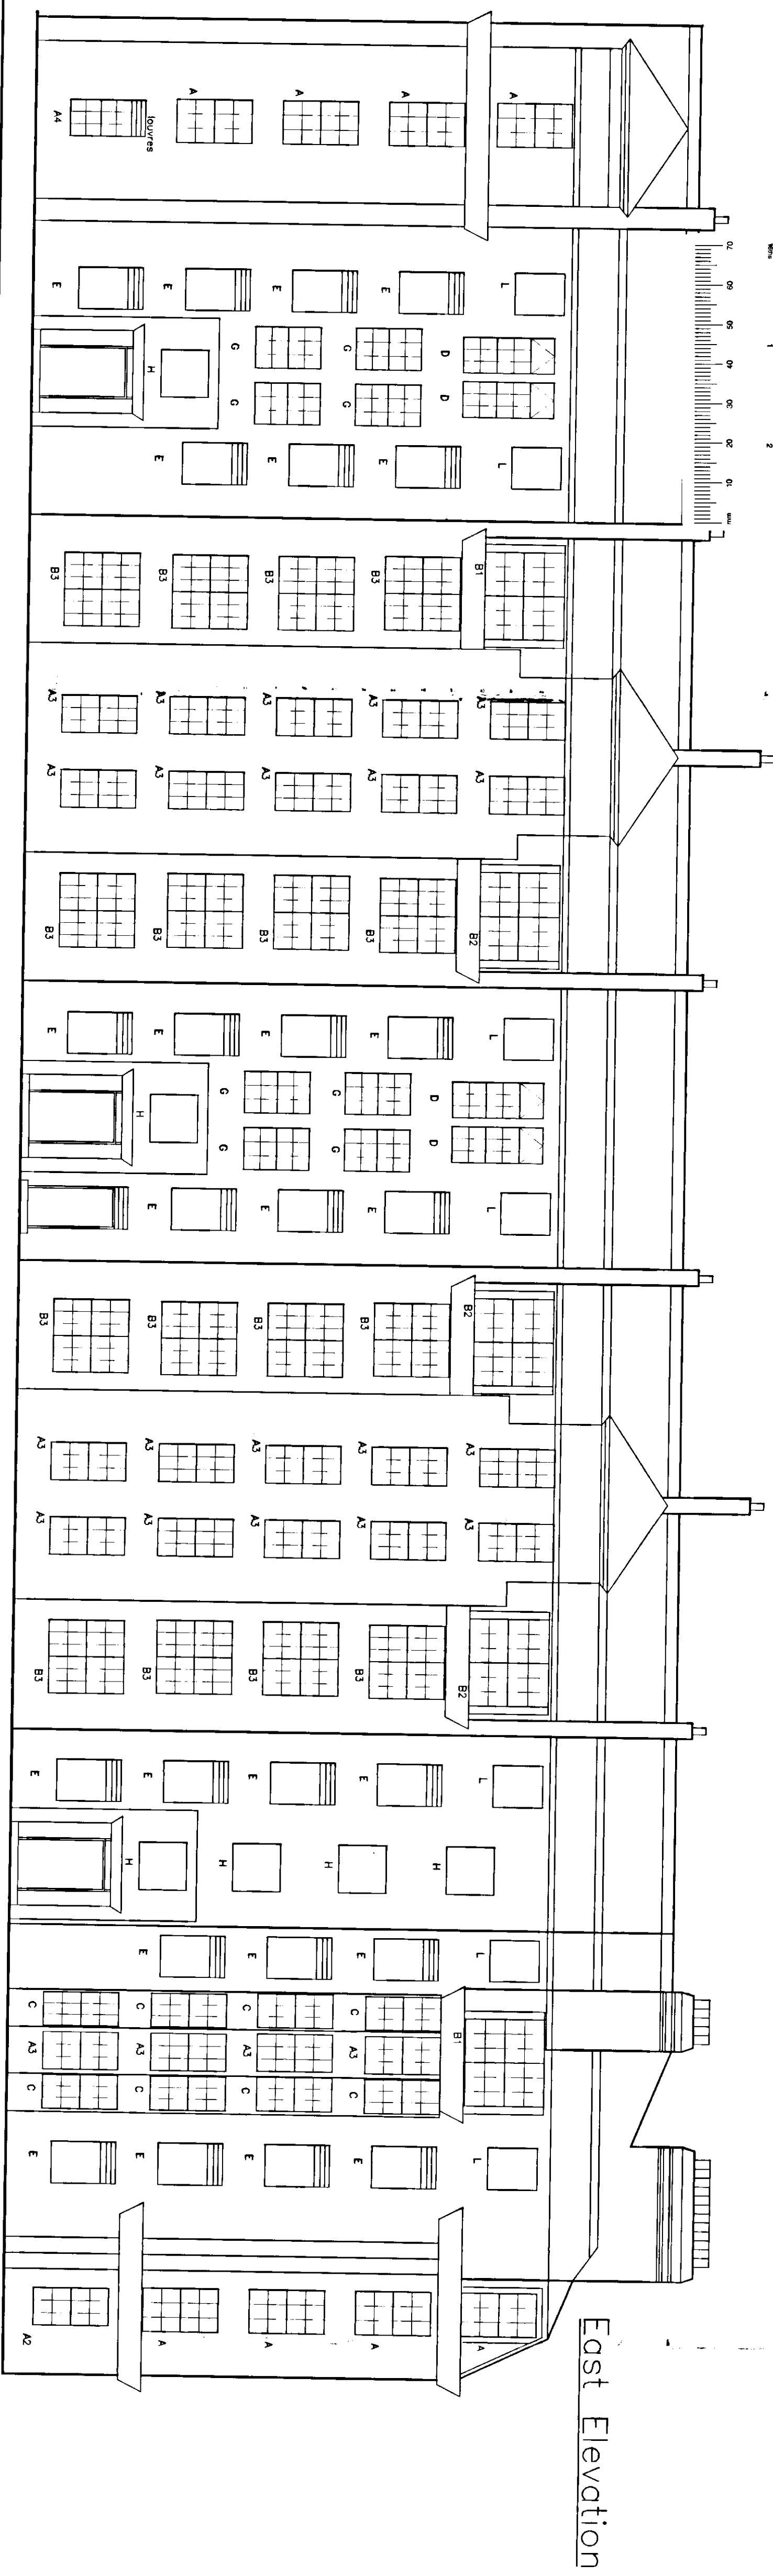 70 60 50 40 30 20 10 mm
1 2 4
East Elevation
A L D D L B1 A3 A3 B2 L D D L B2 A3 A3 B2 L H L B1 L A
A E G G E B3 A3 A3 B3 E G G E B3 A3 A3 B3 E H E C A3 C E A
A E G G E B3 A3 A3 B3 E G G E B3 A3 A3 B3 E H E C A3 C E A
A E H E B3 A3 A3 B3 E H E B3 A3 A3 B3 E H E C A3 C E A
louvres
A4 E B3 A3 A3 B3 E B3 A3 A3 B3 E C A3 C E A2